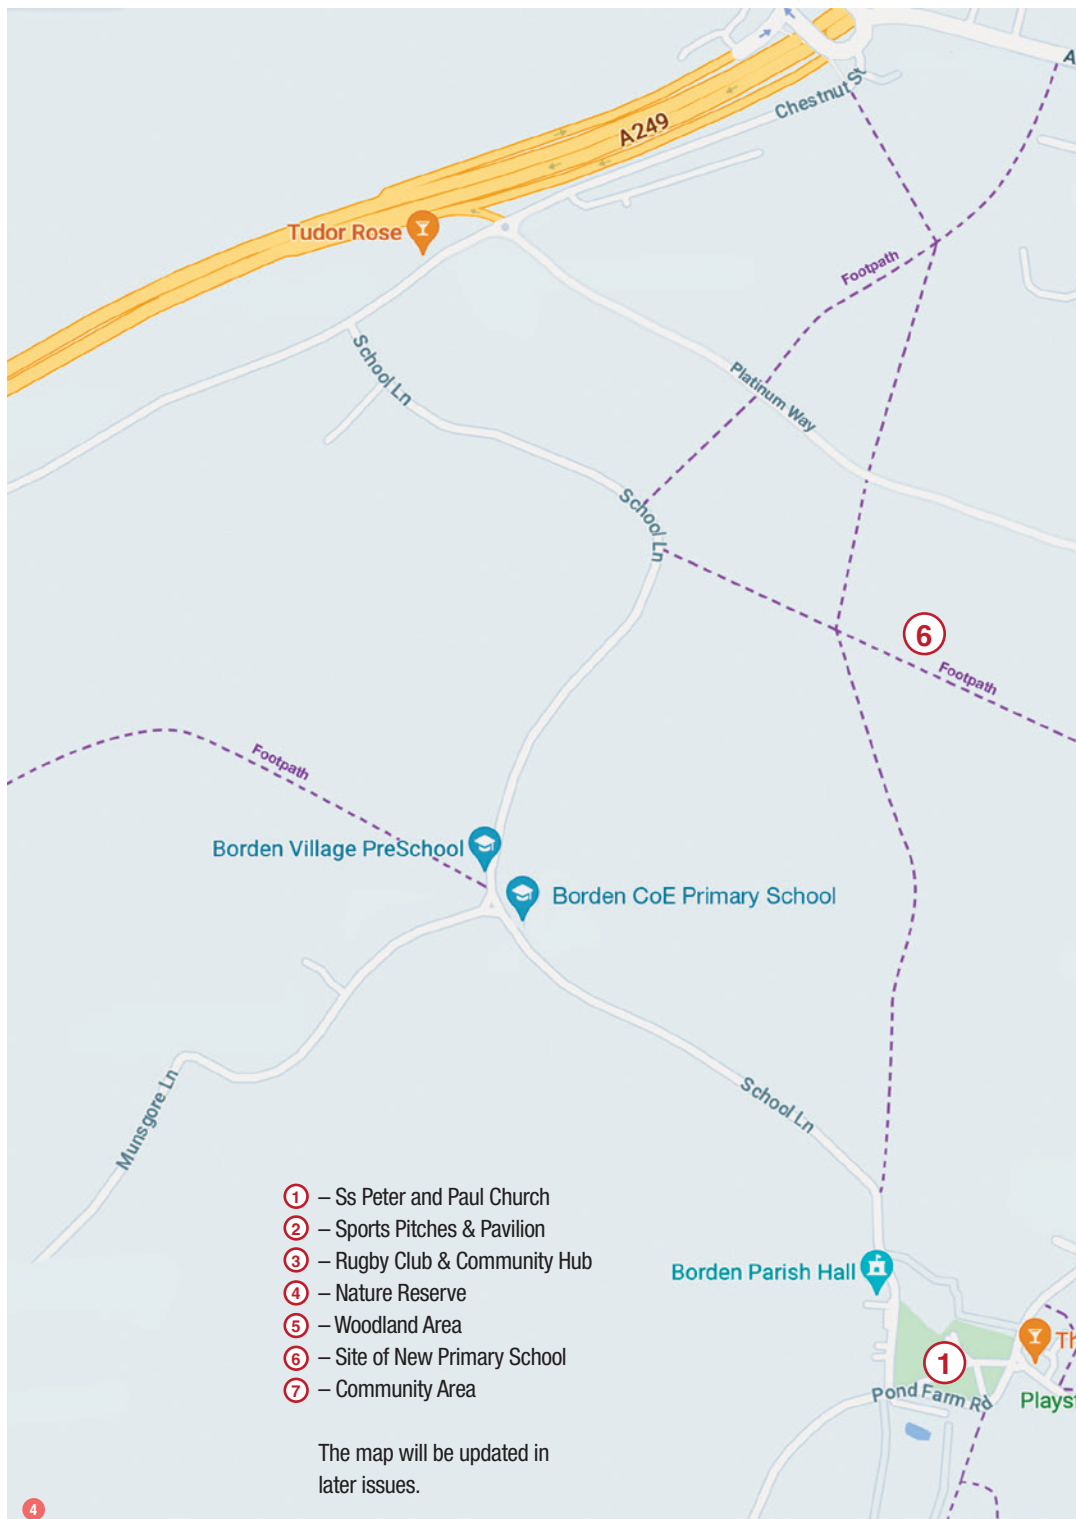 A
Chestnut St
A249
Tudor Rose
Footpath
School Ln
Platinum Way
School Ln
6
Footpath
Footpath
Borden Village PreSchool
Borden CoE Primary School
Munsgore Ln
School Ln
1 – Ss Peter and Paul Church
2 – Sports Pitches & Pavilion
3 – Rugby Club & Community Hub
4 – Nature Reserve
5 – Woodland Area
6 – Site of New Primary School
7 – Community Area
Borden Parish Hall
Th
1
Pond Farm Rd
Playst
The map will be updated in
later issues.
4